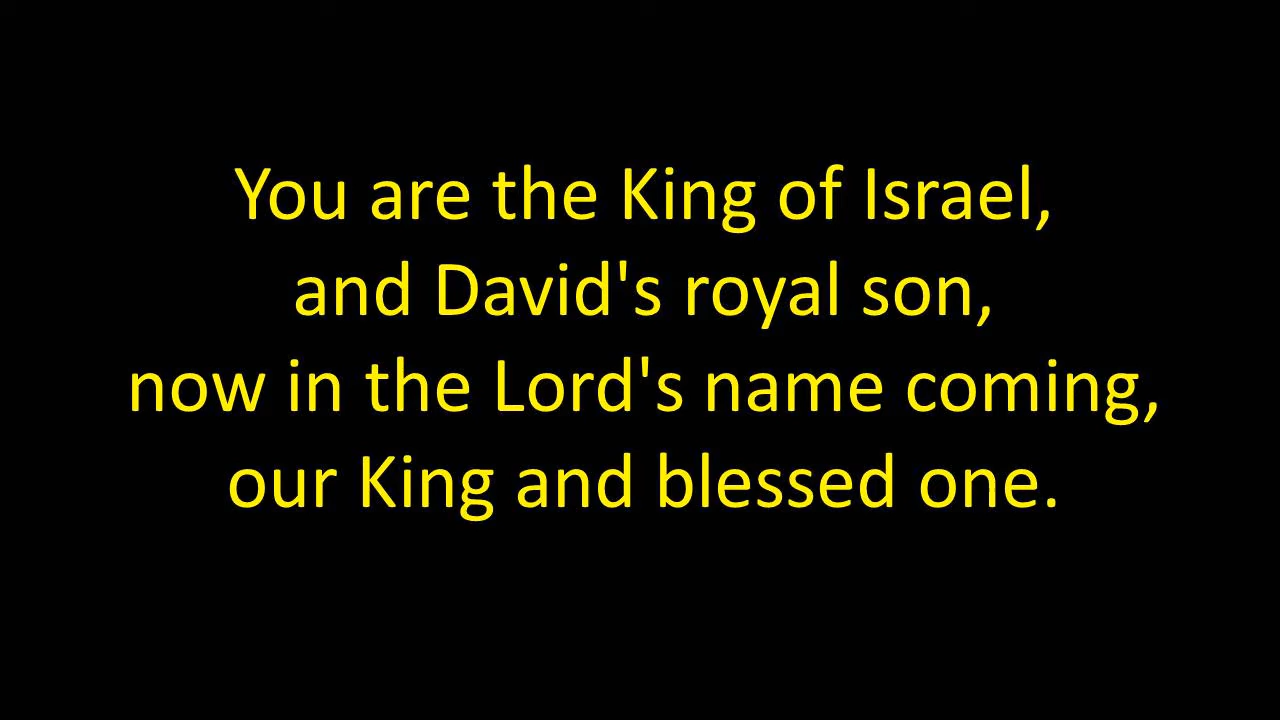 You are the King of Israel,
and David's royal son,
now in the Lord's name coming,
our King and blessed one.